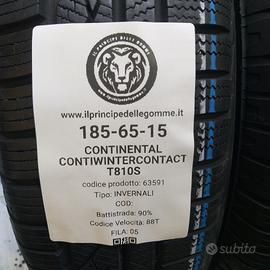 IL PRINCIPE DELLE GOMME
www.ilprincipedellegomme.it
185-65-15
CONTINENTAL
CONTIWINTERCONTACT
T810S
codice prodotto: 63591
Tipo: INVERNALI
COD:
Battistrada: 90%
Codice Velocità: 88T
FILA: 05
subito